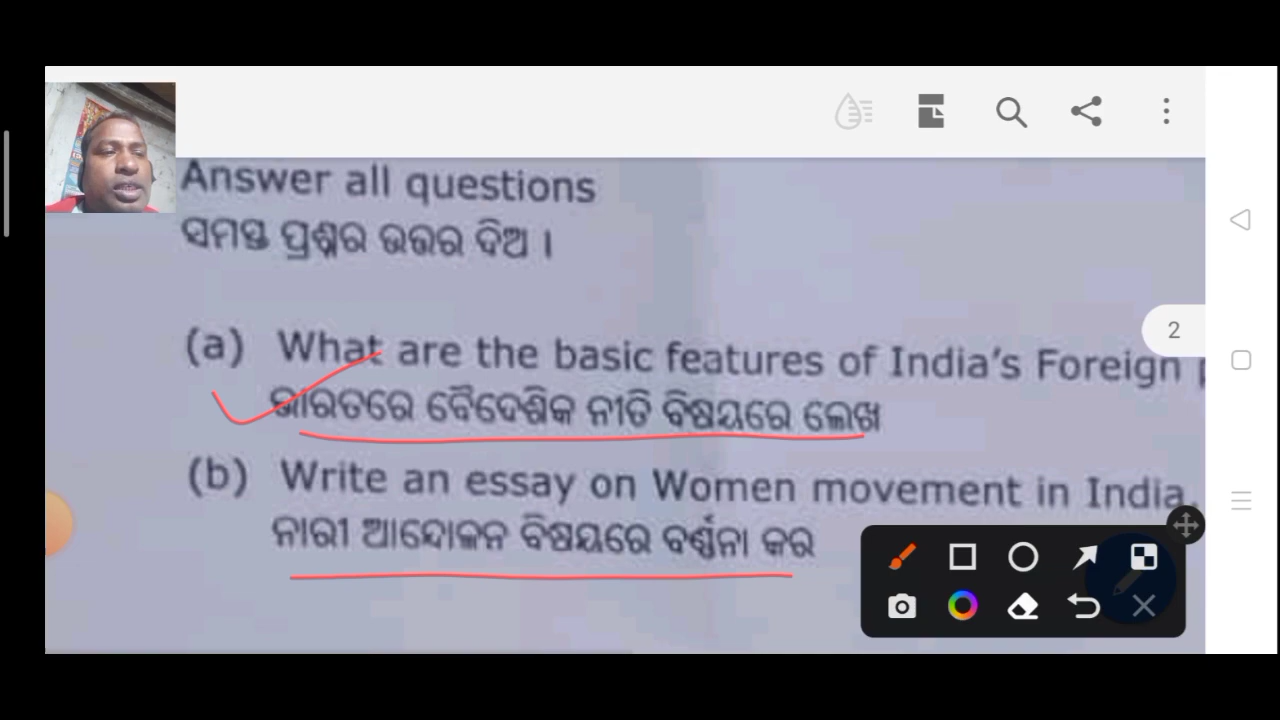 Answer all questions
ସମସ୍ତ ପ୍ରଶ୍ନର ଉତ୍ତର ଦିଅ ।
(a) What are the basic features of India's Foreign
ଭାରତରେ ବୈଦେଶିକ ନୀତି ବିଷୟରେ ଲେଖ
2
(b) Write an essay on Women movement in India.
ନାରୀ ଆନ୍ଦୋଳନ ବିଷୟରେ ବର୍ଣ୍ଣନା କର